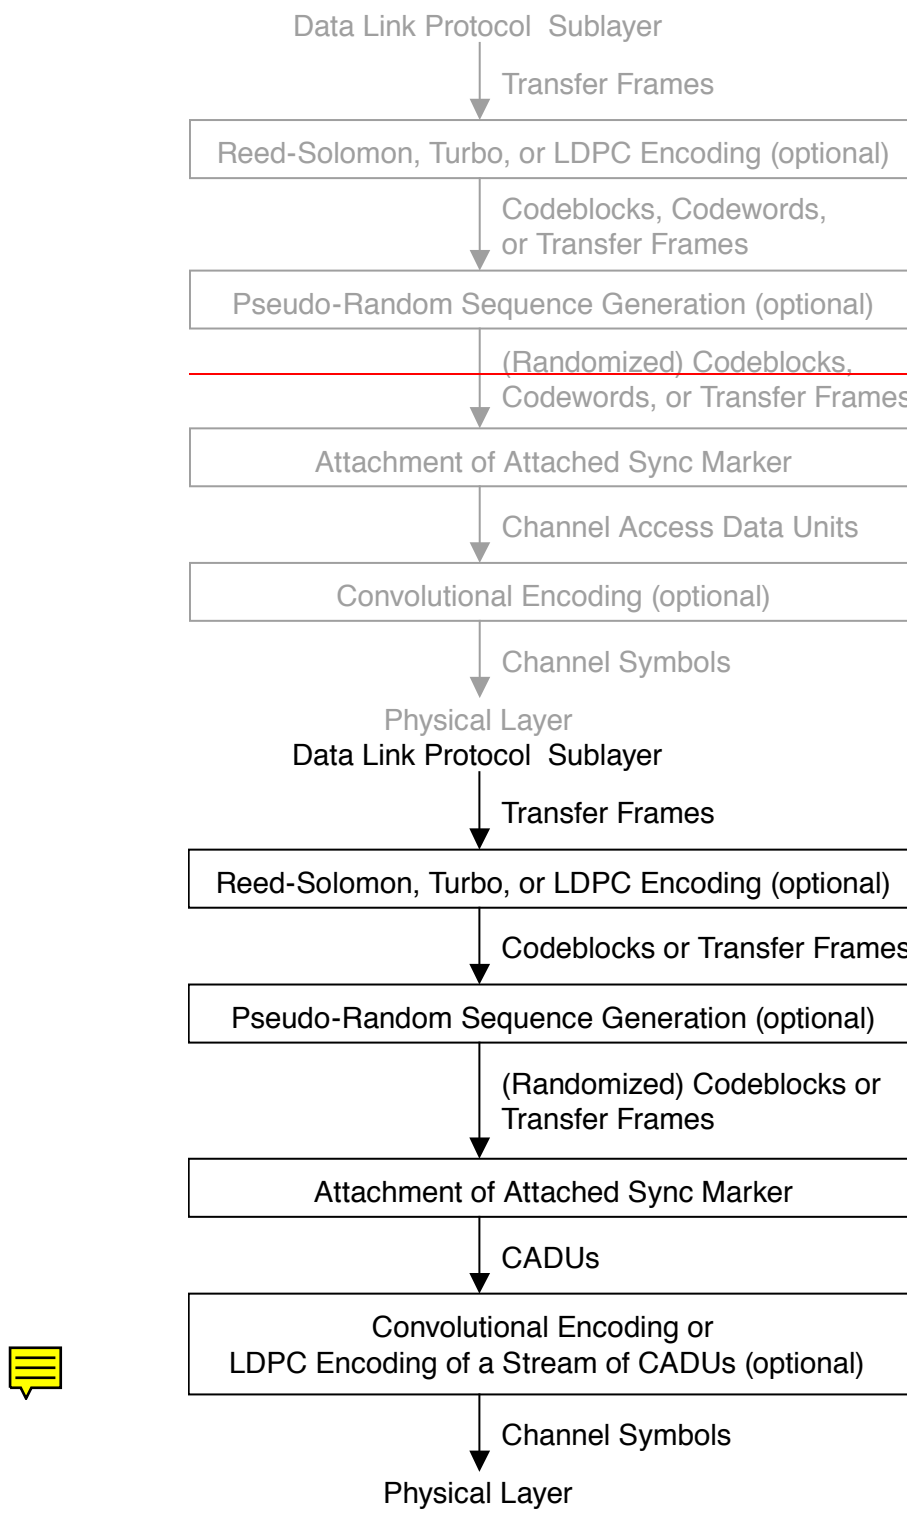 Data Link Protocol  Sublayer
Transfer Frames
Reed-Solomon, Turbo, or LDPC Encoding (optional)
Codeblocks, Codewords,
or Transfer Frames
Pseudo-Random Sequence Generation (optional)
(Randomized) Codeblocks,
Codewords, or Transfer Frames
Attachment of Attached Sync Marker
Channel Access Data Units
Convolutional Encoding (optional)
Channel Symbols
Physical Layer
Data Link Protocol  Sublayer
Transfer Frames
Reed-Solomon, Turbo, or LDPC Encoding (optional)
Codeblocks or Transfer Frames
Pseudo-Random Sequence Generation (optional)
(Randomized) Codeblocks or
Transfer Frames
Attachment of Attached Sync Marker
CADUs
Convolutional Encoding or
LDPC Encoding of a Stream of CADUs (optional)
Channel Symbols
Physical Layer